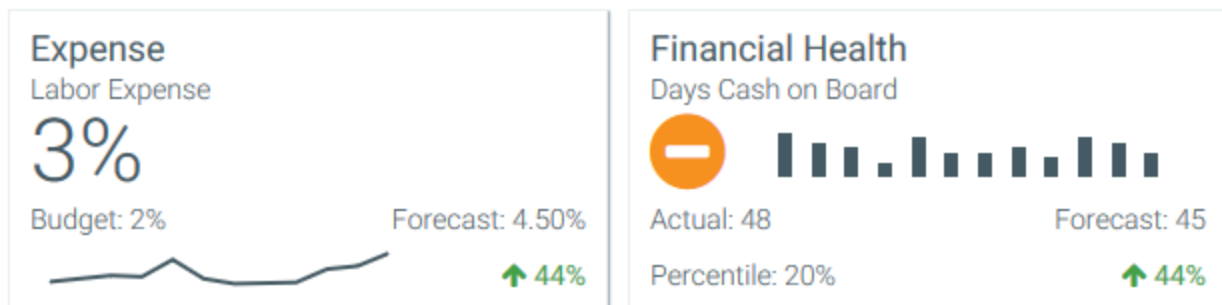 Expense
Labor Expense
3%
Budget: 2% Forecast: 4.50%
44%
Financial Health
Days Cash on Board
Actual: 48 Forecast: 45
Percentile: 20% 44%